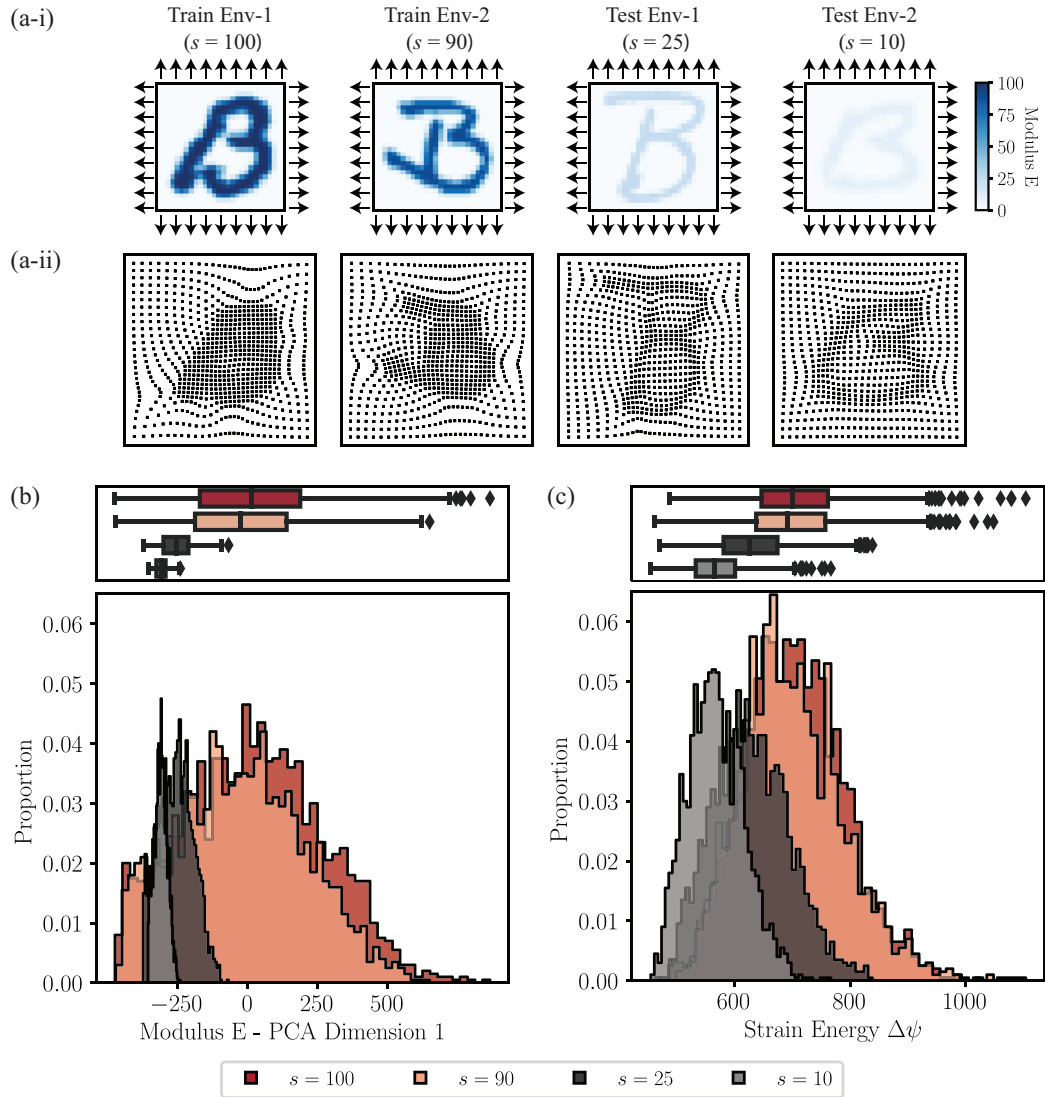 (a-i)
Train Env-1 Train Env-2 Test Env-1 Test Env-2
(s = 100) (s = 90) (s = 25) (s = 10)
B B B B
100
75
50
25
0
Modulus E
(a-ii)
(b)
(c)
0.06
0.05
0.04
0.03
0.02
0.01
0.00
Proportion
−250 0 250 500
Modulus E - PCA Dimension 1
0.06
0.05
0.04
0.03
0.02
0.01
0.00
Proportion
600 800 1000
Strain Energy Δψ
s = 100 s = 90 s = 25 s = 10